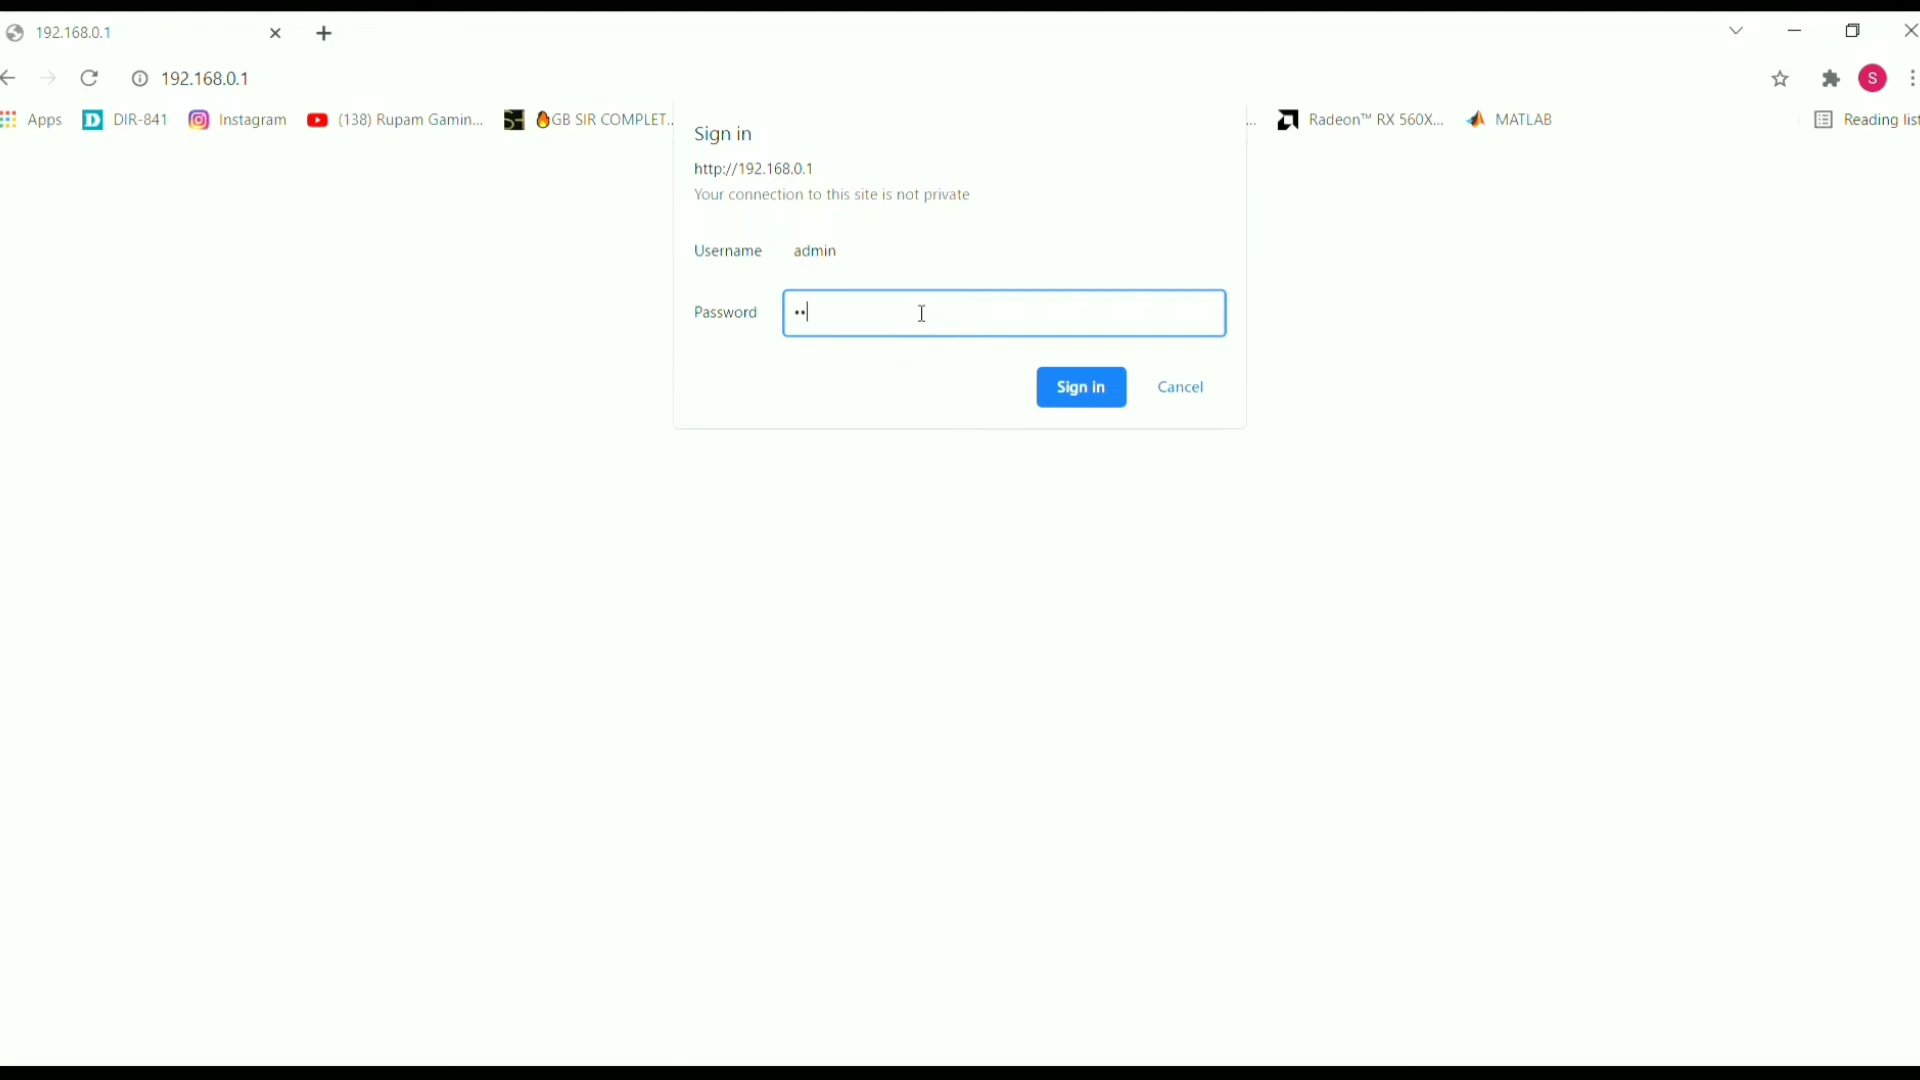 192.168.0.1
192.168.0.1
S
Apps
DIR-841
Instagram
(138) Rupam Gamin...
🔥GB SIR COMPLET..
...
Radeon™ RX 560X...
MATLAB
Reading list
Sign in
http://192.168.0.1
Your connection to this site is not private
Username admin
Password ••
Sign in Cancel